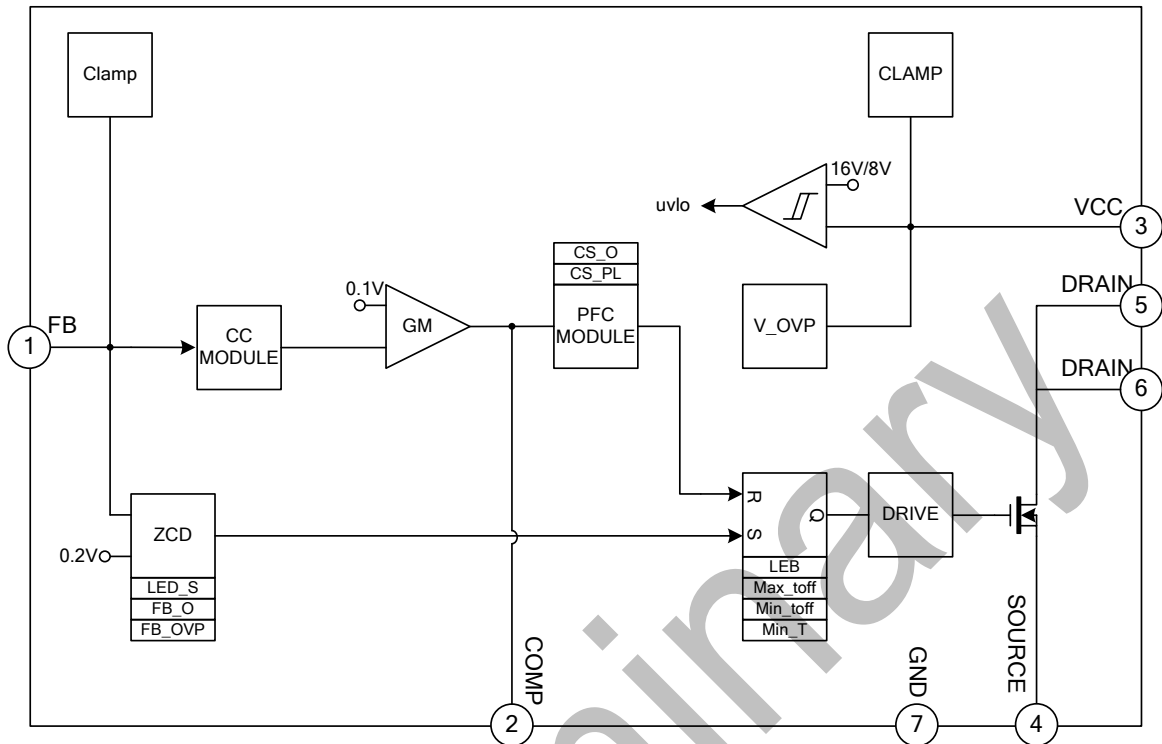 Clamp
CLAMP
16V/8V
uvlo
VCC
3
CS_O
CS_PL
PFC
MODULE
V_OVP
DRAIN
5
0.1V
GM
FB
1
CC
MODULE
DRAIN
6
ZCD
0.2V
LED_S
FB_O
FB_OVP
R
S
Q
LEB
Max_toff
Min_toff
Min_T
DRIVE
COMP
2
GND
7
SOURCE
4